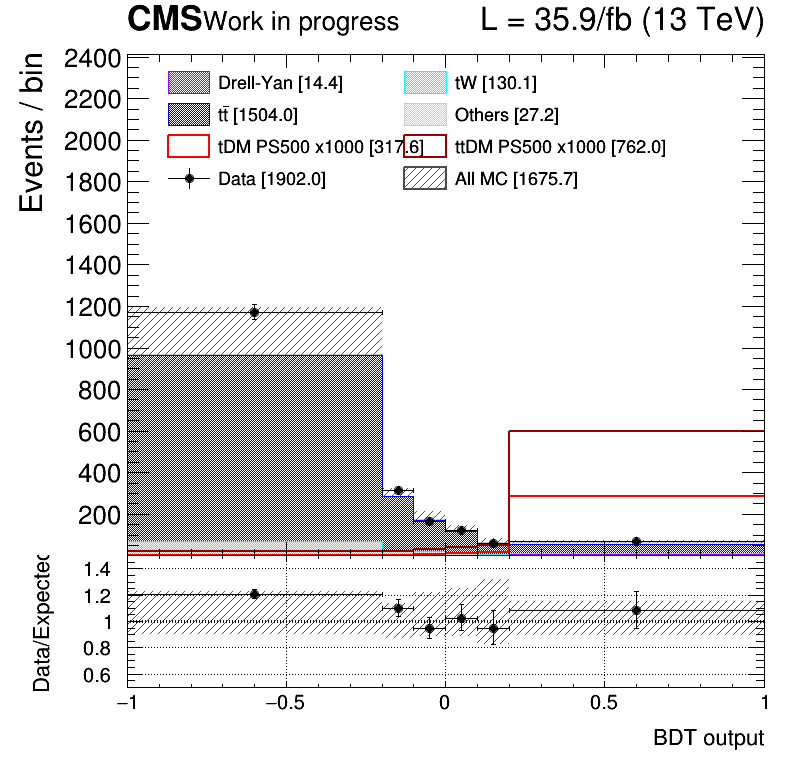 CMS Work in progress L = 35.9/fb (13 TeV)
Events / bin
2400
2200
2000
1800
1600
1400
1200
1000
800
600
400
200
Drell-Yan [14.4] tW [130.1]
tt̄ [1504.0] Others [27.2]
tDM PS500 x1000 [317.6] ttDM PS500 x1000 [762.0]
Data [1902.0] All MC [1675.7]
Data/Expected
1.4
1.2
1
0.8
0.6
−1 −0.5 0 0.5 1
BDT output